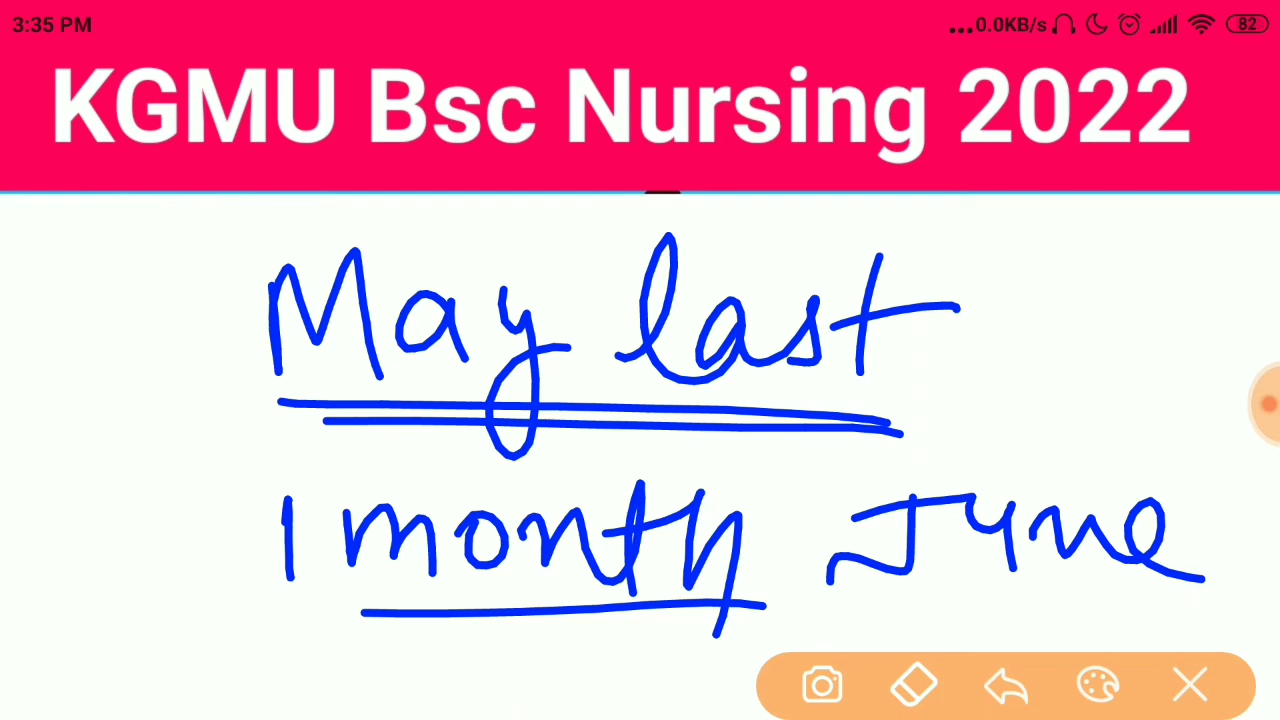 3:35 PM ...0.0KB/s 82
KGMU Bsc Nursing 2022
May last
1 month June